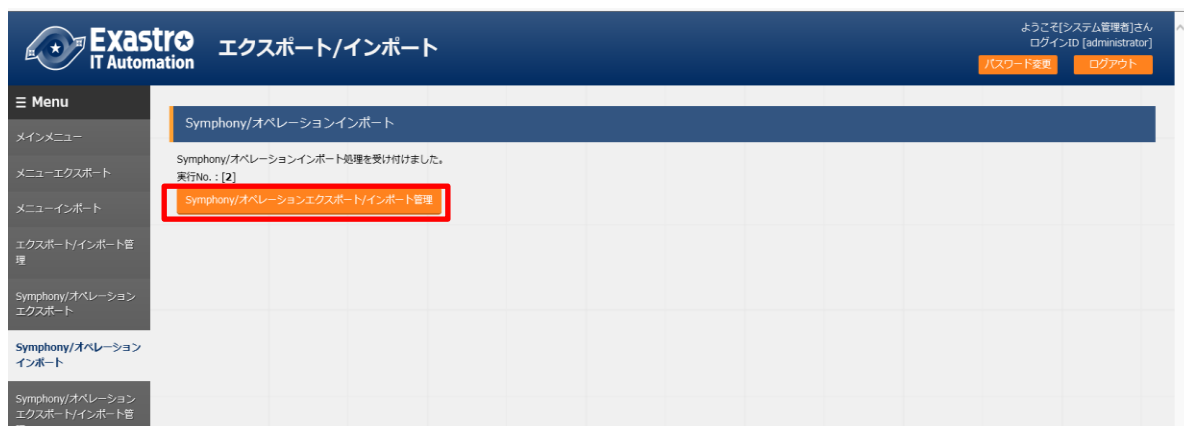 Exastro
IT Automation
エクスポート/インポート
ようこそ[システム管理者]さん
ログインID [administrator]
パスワード変更
ログアウト
☰ Menu
メインメニュー
メニューエクスポート
メニューインポート
エクスポート/インポート管
理
Symphony/オペレーション
エクスポート
Symphony/オペレーション
インポート
Symphony/オペレーション
エクスポート/インポート管
Symphony/オペレーションインポート
Symphony/オペレーションインポート処理を受け付けました。
実行No. : [2]
Symphony/オペレーションエクスポート/インポート管理